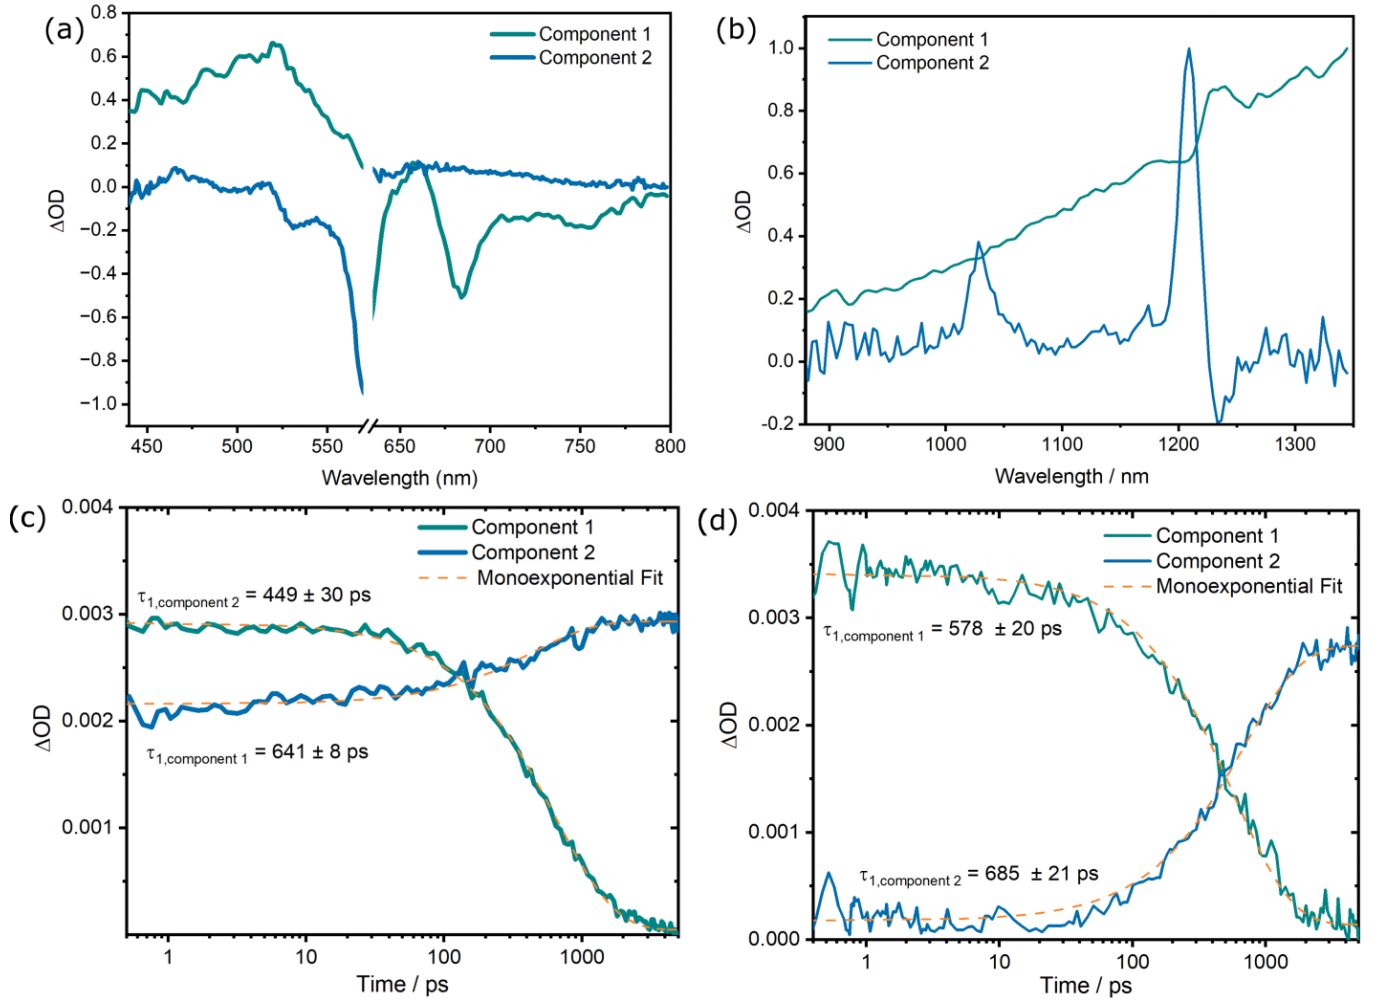 (a)
Component 1
Component 2
0.8
0.6
0.4
0.2
0.0
−0.2
−0.4
−0.6
−0.8
−1.0
ΔOD
450 500 550 650 700 750 800
Wavelength (nm)
(b)
Component 1
Component 2
1.0
0.8
0.6
0.4
0.2
0.0
-0.2
ΔOD
900 1000 1100 1200 1300
Wavelength / nm
(c)
Component 1
Component 2
Monoexponential Fit
τ1,component 2 = 449 ± 30 ps
τ1,component 1 = 641 ± 8 ps
0.004
0.003
0.002
0.001
ΔOD
1 10 100 1000
Time / ps
(d)
Component 1
Component 2
Monoexponential Fit
τ1,component 1 = 578 ± 20 ps
τ1,component 2 = 685 ± 21 ps
0.004
0.003
0.002
0.001
0.000
ΔOD
1 10 100 1000
Time / ps